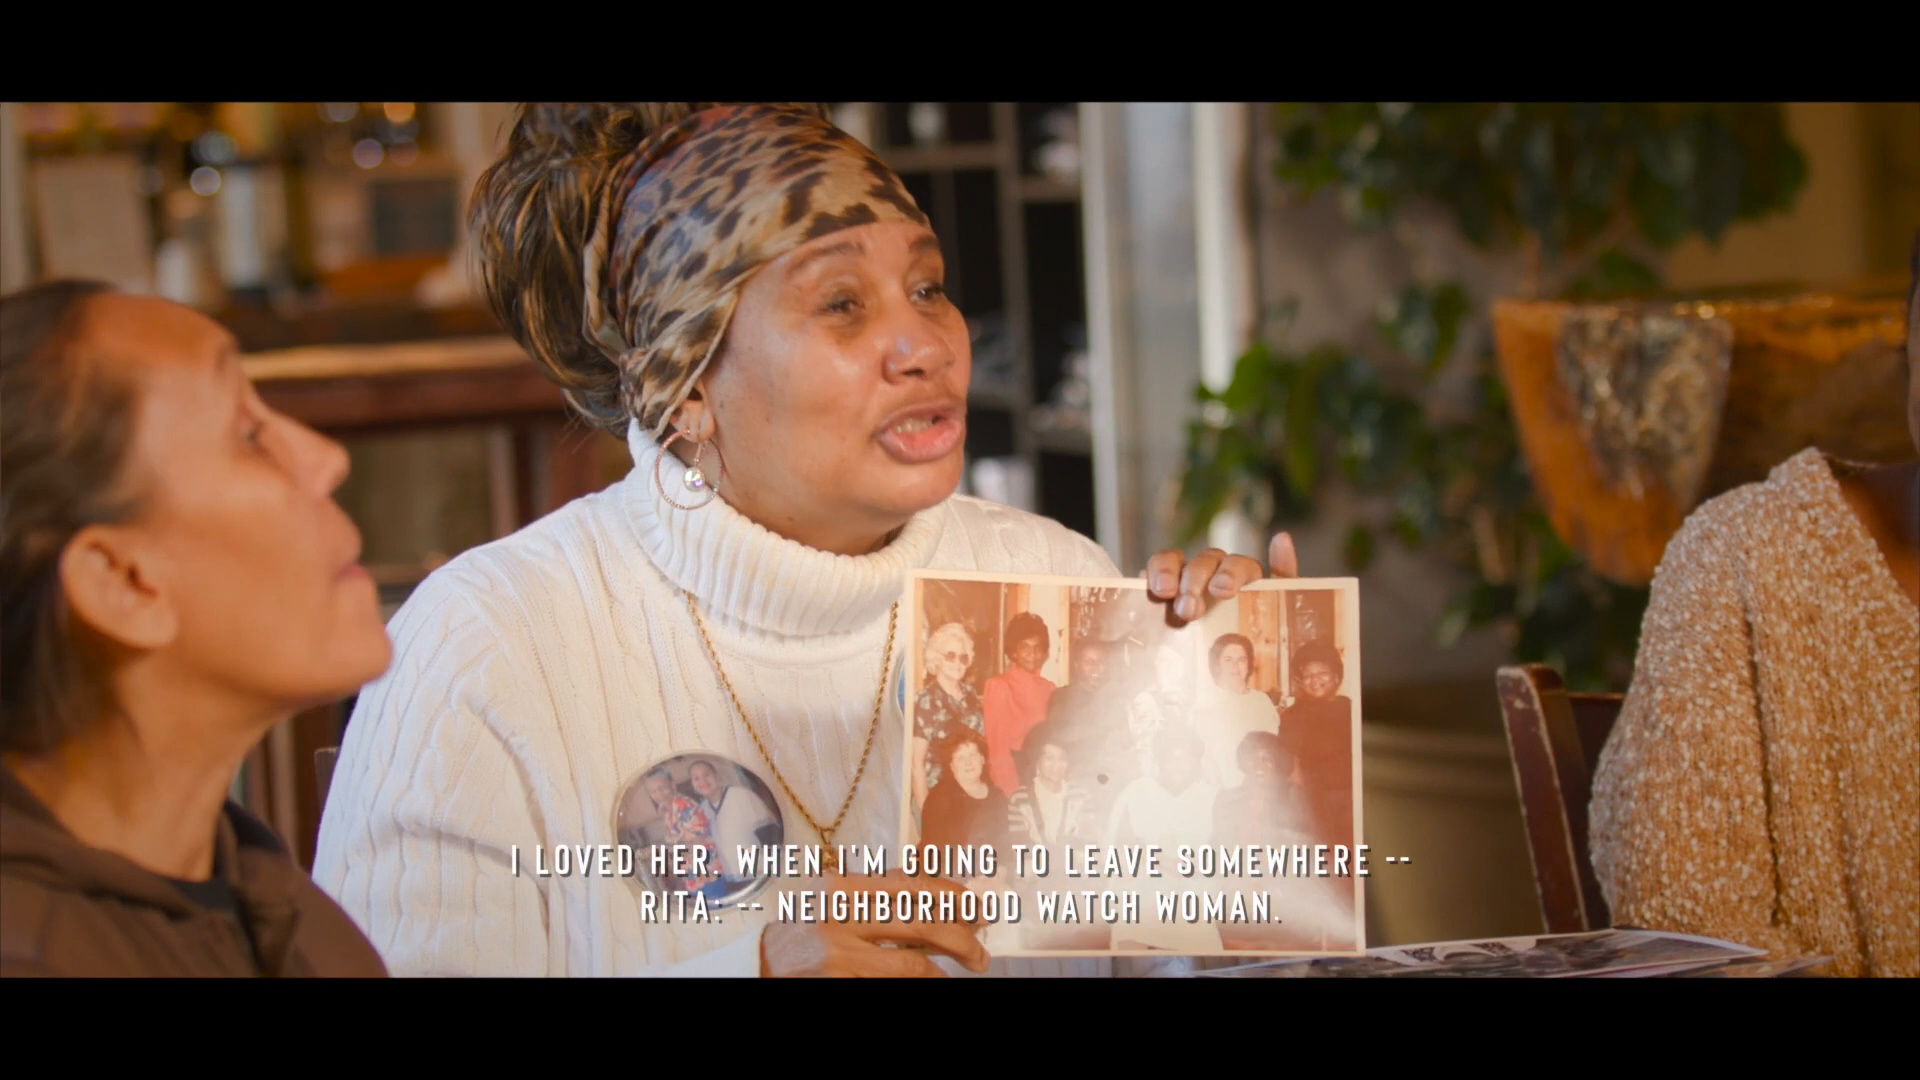 I LOVED HER. WHEN I'M GOING TO LEAVE SOMEWHERE --
RITA: -- NEIGHBORHOOD WATCH WOMAN.